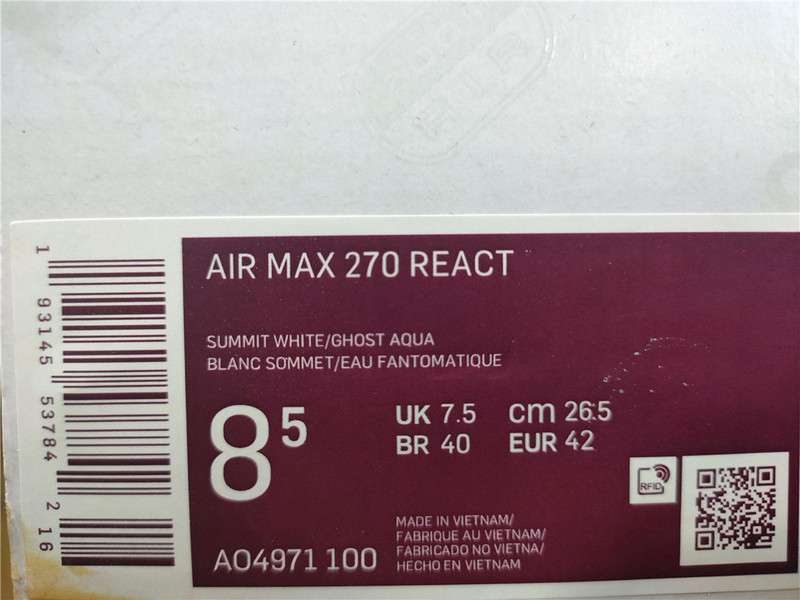 AIR MAX 270 REACT
SUMMIT WHITE/GHOST AQUA
BLANC SOMMET/EAU FANTOMATIQUE
8 5
UK 7.5 cm 26.5
BR 40 EUR 42
RFID
AO4971 100
MADE IN VIETNAM/
FABRIQUE AU VIETNAM/
FABRICADO NO VIETNA/
HECHO EN VIETNAM
1 93145 53784 2 16